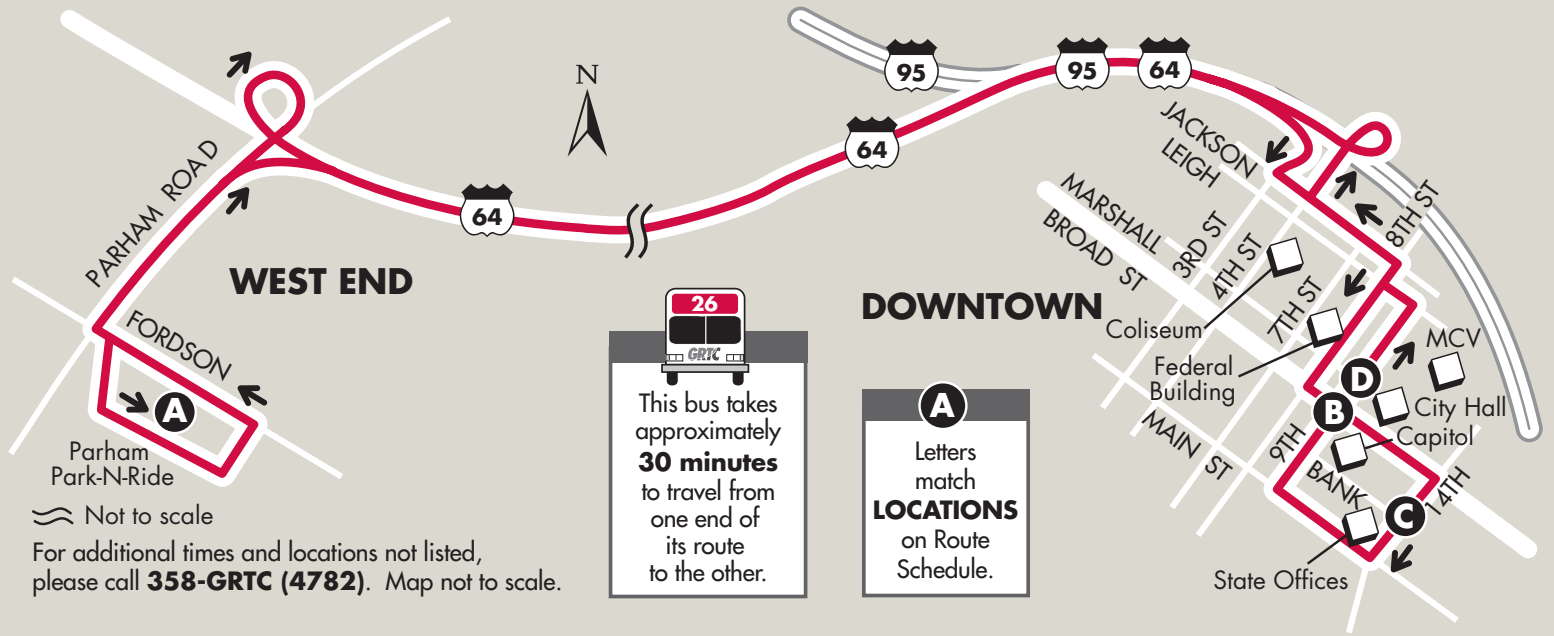 N
95
95
64
64
64
PARHAM ROAD
FORDSON
WEST END
A
Parham
Park-N-Ride
Not to scale
For additional times and locations not listed,
please call 358-GRTC (4782). Map not to scale.
26
GRTC
This bus takes
approximately
30 minutes
to travel from
one end of
its route
to the other.
DOWNTOWN
A
Letters
match
LOCATIONS
on Route
Schedule.
JACKSON
LEIGH
MARSHALL
BROAD ST
3RD ST
4TH ST
7TH ST
8TH ST
Coliseum
Federal
Building
MCV
D
B
City Hall
Capitol
MAIN ST
9TH
BANK
14TH
C
State Offices